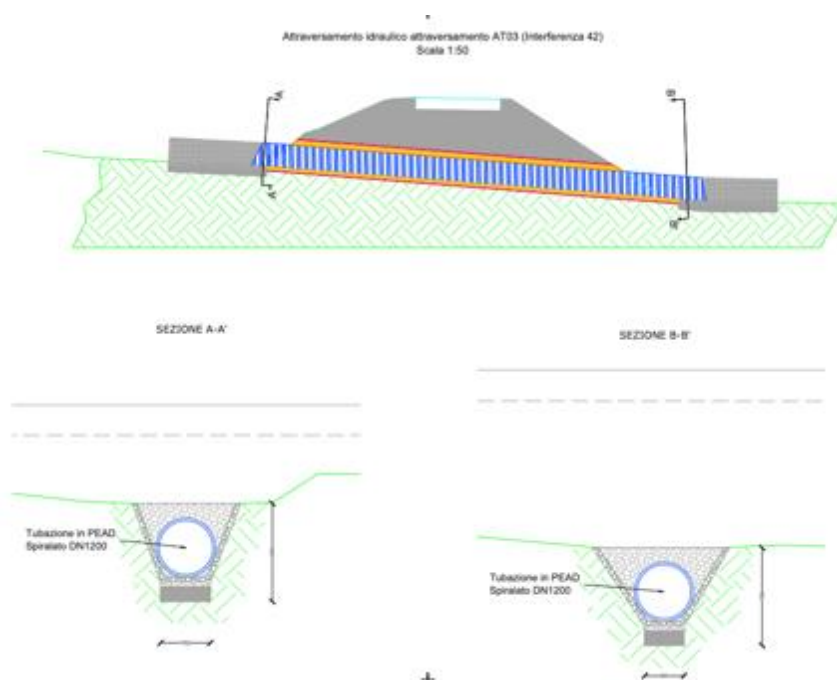 Attraversamento idraulico attraversamento AT03 (Interferenza 42)
Scala 1:50
A
B
A'
B'
SEZIONE A-A'
SEZIONE B-B'
Tubazione in PEAD
Spiralato DN1200
Tubazione in PEAD
Spiralato DN1200